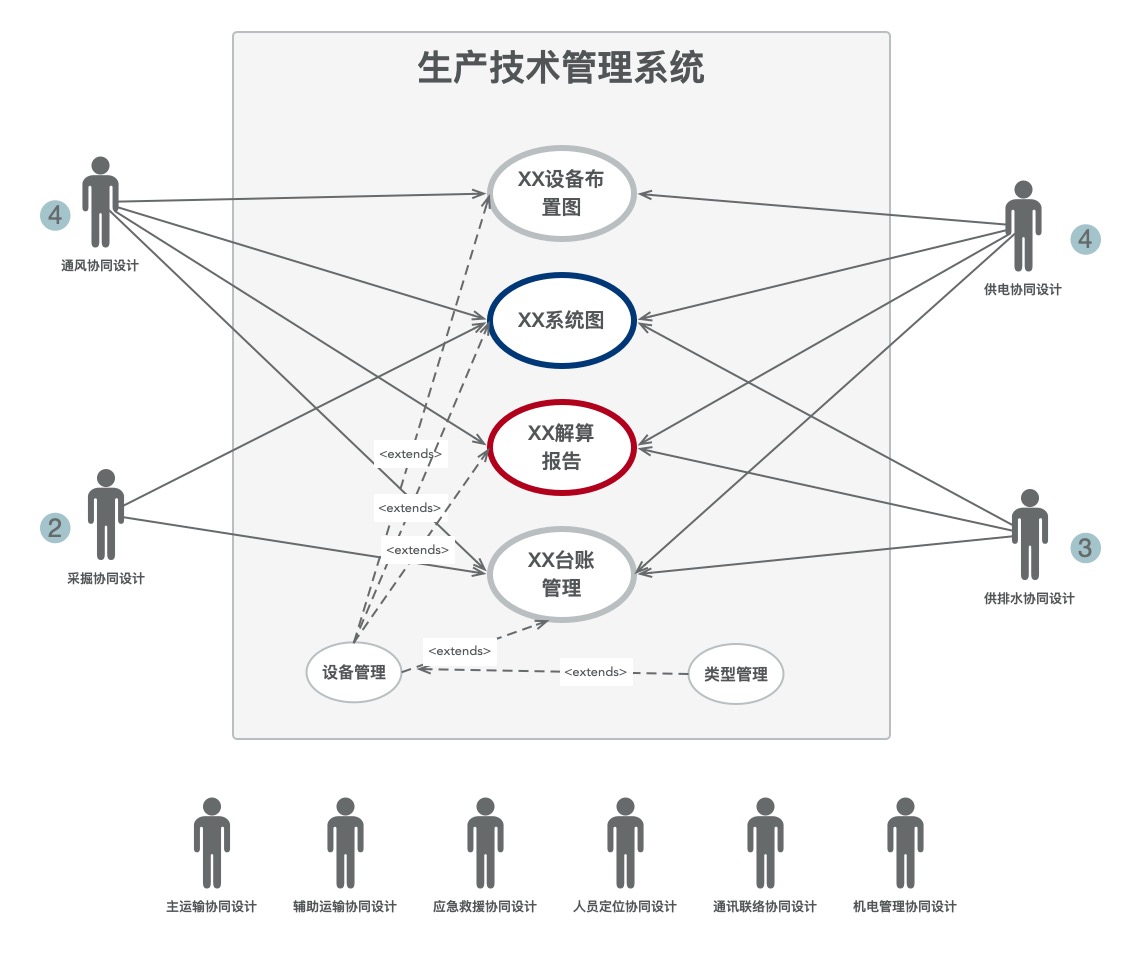 生产技术管理系统
XX设备布
置图
4
通风协同设计
4
供电协同设计
XX系统图
XX解算
报告
<extends>
<extends>
<extends>
2
采掘协同设计
XX台账
管理
3
供排水协同设计
<extends>
设备管理
<extends>
类型管理
主运输协同设计
辅助运输协同设计
应急救援协同设计
人员定位协同设计
通讯联络协同设计
机电管理协同设计